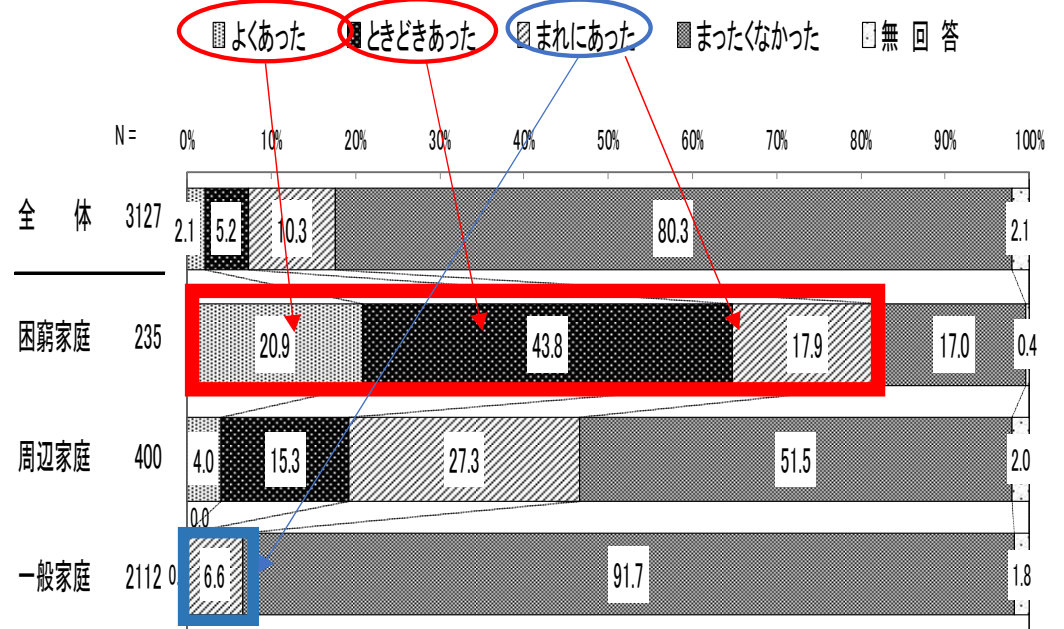 よくあった ときどきあった まれにあった まったくなかった 無 回 答
N = 0% 10% 20% 30% 40% 50% 60% 70% 80% 90% 100%
全 体 3127 2.1 5.2 10.3 80.3 2.1
困窮家庭 235 20.9 43.8 17.9 17.0 0.4
周辺家庭 400 4.0 15.3 27.3 51.5 2.0
0.0
一般家庭 2112 0. 6.6 91.7 1.8